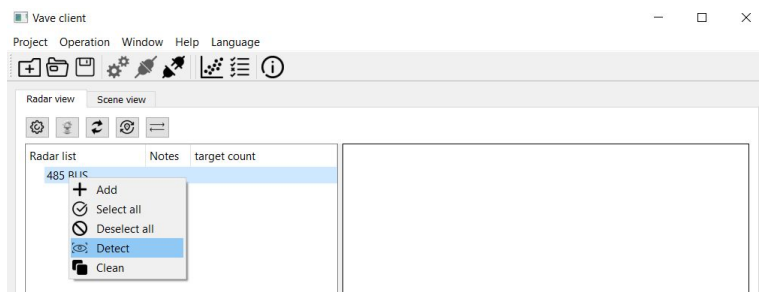 Vave client
Project Operation Window Help Language
Radar view Scene view
Radar list Notes target count
485 BUS
Add
Select all
Deselect all
Detect
Clean